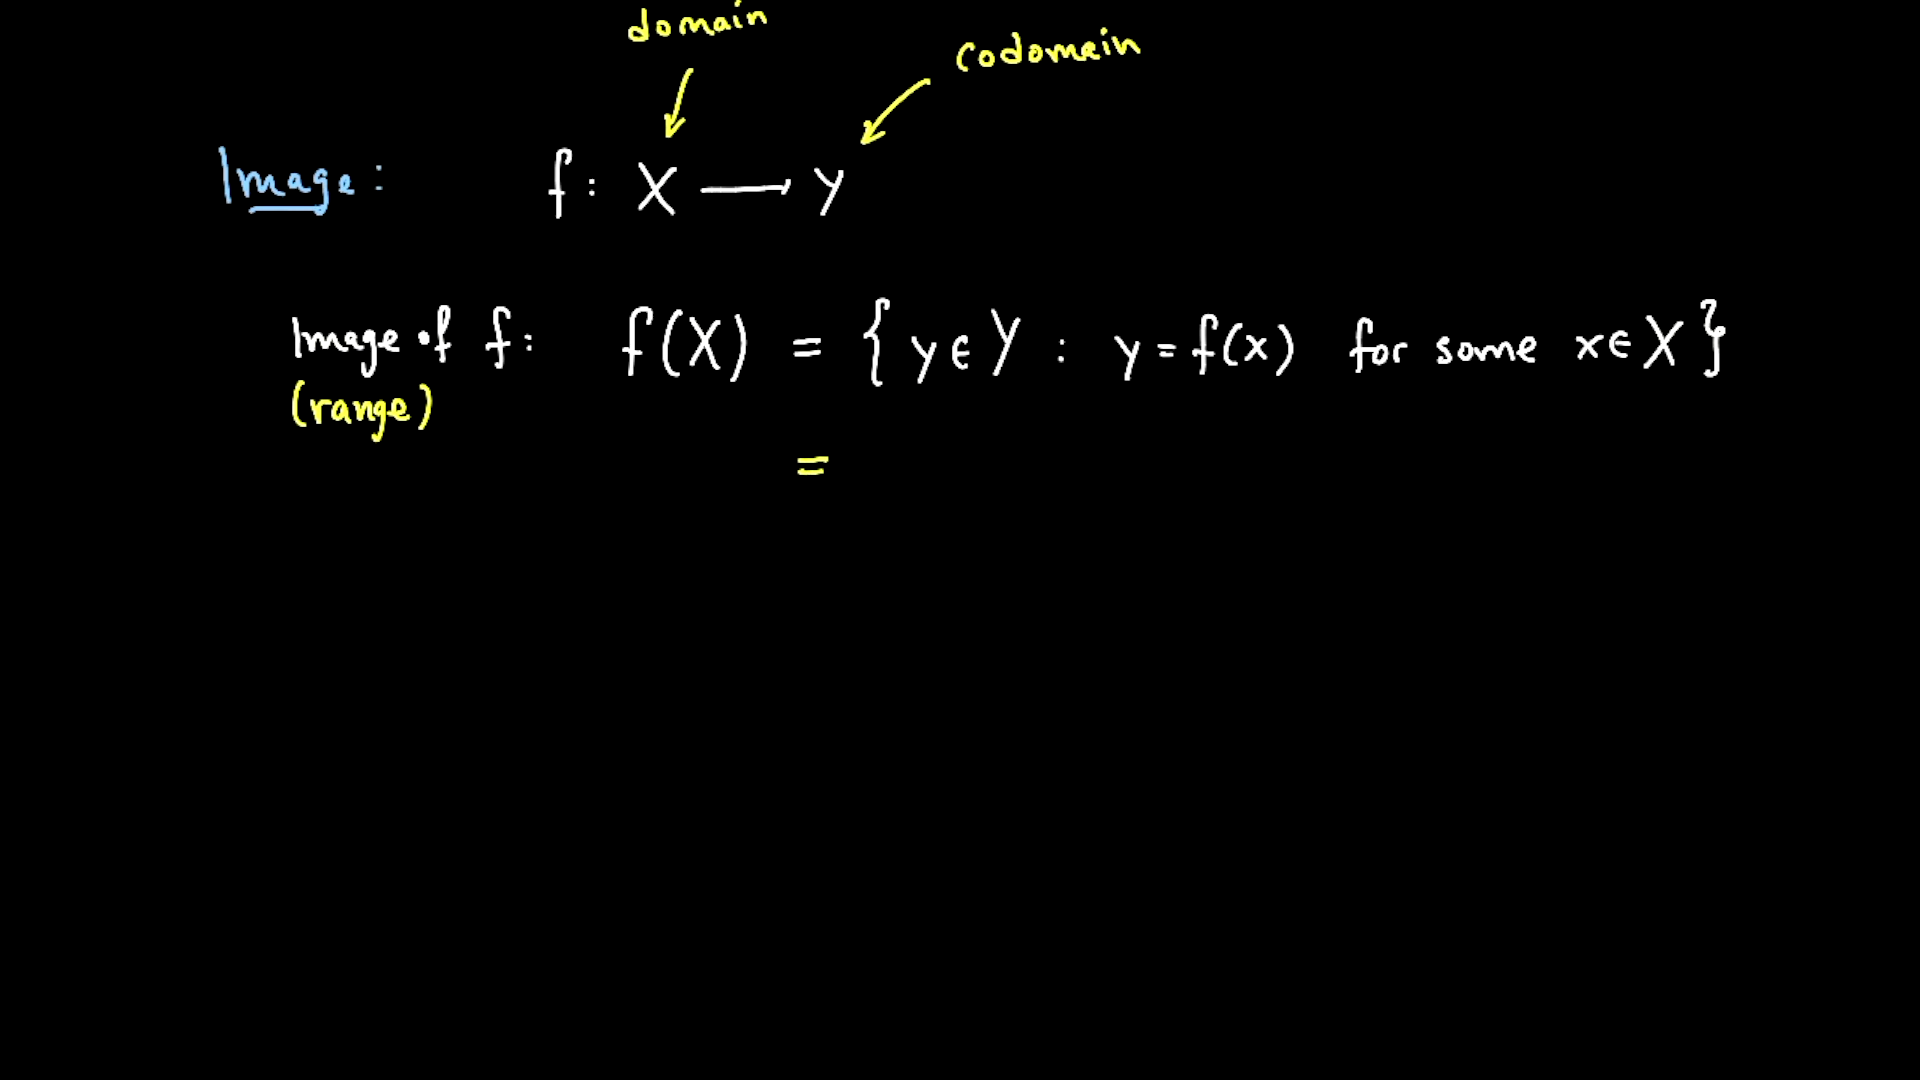 domain
codomain
Image: f: X → Y
Image of f: f(X) = { y ∈ Y : y = f(x) for some x ∈ X }
(range)
=